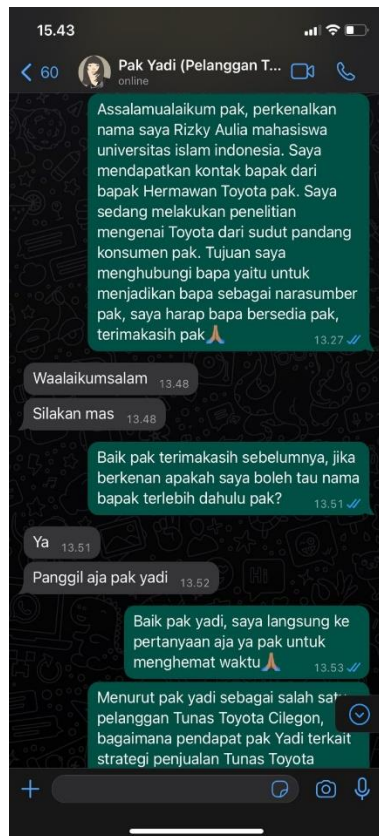 15.43
60
Pak Yadi (Pelanggan T...
online
Assalamualaikum pak, perkenalkan
nama saya Rizky Aulia mahasiswa
universitas islam indonesia. Saya
mendapatkan kontak bapak dari
bapak Hermawan Toyota pak. Saya
sedang melakukan penelitian
mengenai Toyota dari sudut pandang
konsumen pak. Tujuan saya
menghubungi bapa yaitu untuk
menjadikan bapa sebagai narasumber
pak, saya harap bapa bersedia pak,
terimakasih pak🙏🏽
13.27
Waalaikumsalam 13.48
Silakan mas 13.48
Baik pak terimakasih sebelumnya, jika
berkenan apakah saya boleh tau nama
bapak terlebih dahulu pak?
13.51
Ya 13.51
Panggil aja pak yadi 13.52
Baik pak yadi, saya langsung ke
pertanyaan aja ya pak untuk
menghemat waktu🙏🏽
13.53
Menurut pak yadi sebagai salah satu
pelanggan Tunas Toyota Cilegon,
bagaimana pendapat pak Yadi terkait
strategi penjualan Tunas Toyota